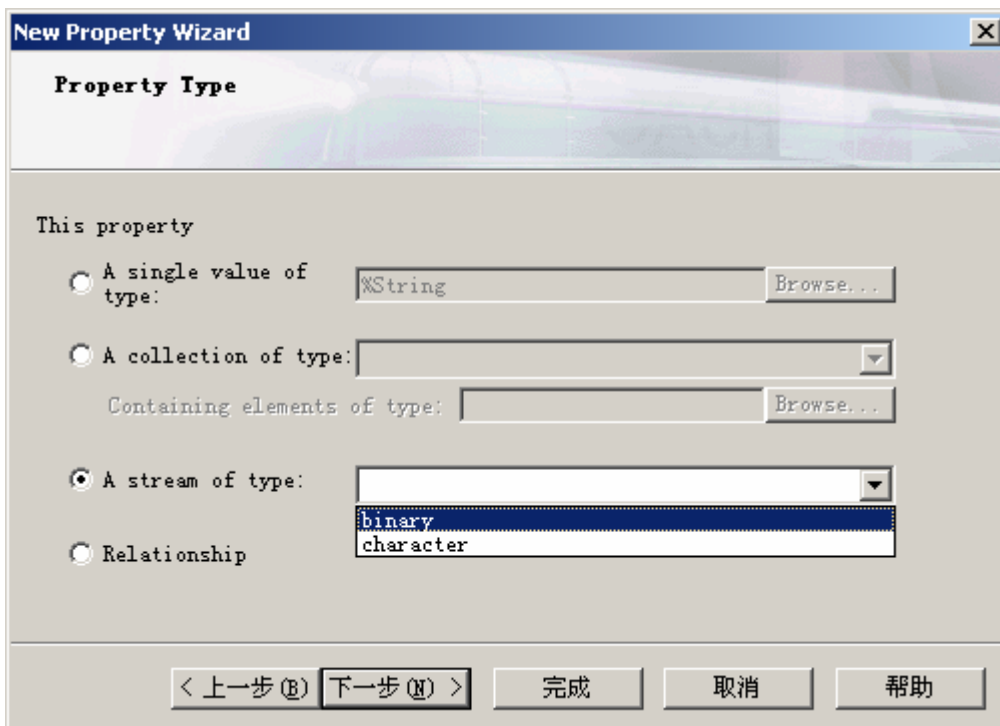 New Property Wizard
Property Type
This property
A single value of
type:
%String
Browse...
A collection of type:
Containing elements of type:
Browse...
A stream of type:
binary
character
Relationship
< 上一步(B)
下一步(N) >
完成
取消
帮助